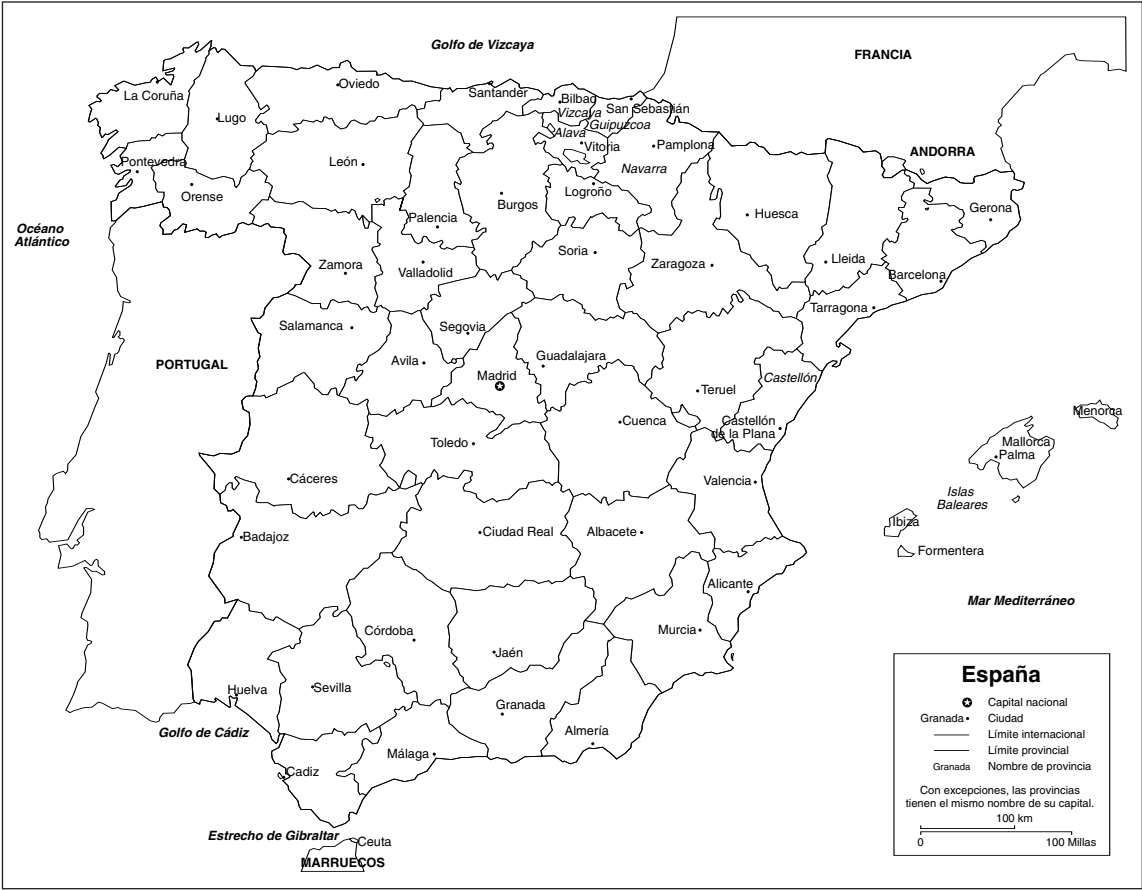 Golfo de Vizcaya
FRANCIA
Oviedo
Santander
La Coruña
Bilbao
San Sebastián
Vizcaya
Lugo
Guipuzcoa
Alava
Vitoria
Pamplona
ANDORRA
Pontevedra
León
Navarra
Orense
Logroño
Burgos
Gerona
Huesca
Palencia
Océano
Atlántico
Soria
Zaragoza
Lleida
Zamora
Valladolid
Barcelona
Tarragona
Salamanca
Segovia
Guadalajara
Avila
PORTUGAL
Madrid
Castellón
Teruel
Menorca
Cuenca
Castellón
de la Plana
Toledo
Mallorca
Palma
Cáceres
Valencia
Islas
Baleares
Ibiza
Badajoz
Ciudad Real
Albacete
Formentera
Alicante
Mar Mediterráneo
Córdoba
Murcia
Jaén
Huelva
Sevilla
Granada
Golfo de Cádiz
Almería
Málaga
Cadiz
Estrecho de Gibraltar
Ceuta
MARRUECOS
España
Capital nacional
Granada Ciudad
Límite internacional
Límite provincial
Granada Nombre de provincia
Con excepciones, las provincias
tienen el mismo nombre de su capital.
100 km
0 100 Millas